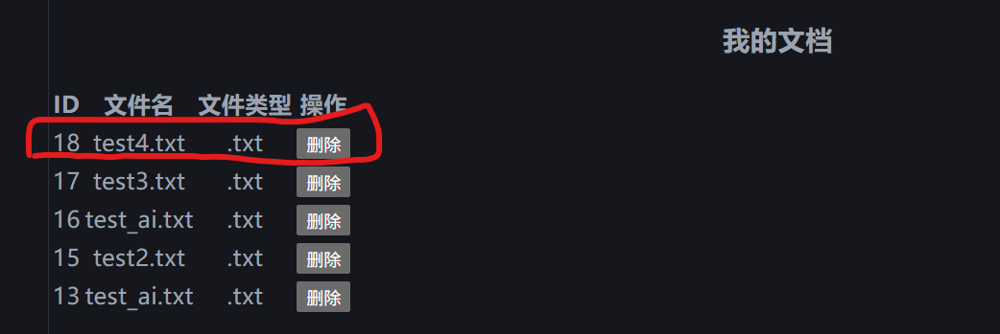 我的文档
ID 文件名 文件类型 操作
18 test4.txt .txt 删除
17 test3.txt .txt 删除
16 test_ai.txt .txt 删除
15 test2.txt .txt 删除
13 test_ai.txt .txt 删除